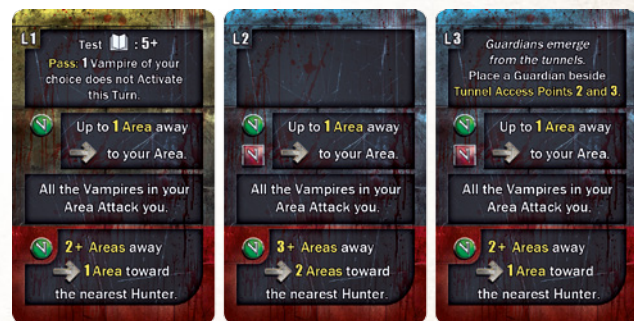 L1
Test : 5+
Pass: 1 Vampire of your
choice does not Activate
this Turn.
Up to 1 Area away
to your Area.
All the Vampires in your
Area Attack you.
2+ Areas away
1 Area toward
the nearest Hunter.
L2
Up to 1 Area away
to your Area.
All the Vampires in your
Area Attack you.
3+ Areas away
2 Areas toward
the nearest Hunter.
L3
Guardians emerge
from the tunnels.
Place a Guardian beside
Tunnel Access Points 2 and 3.
Up to 1 Area away
to your Area.
All the Vampires in your
Area Attack you.
2+ Areas away
1 Area toward
the nearest Hunter.